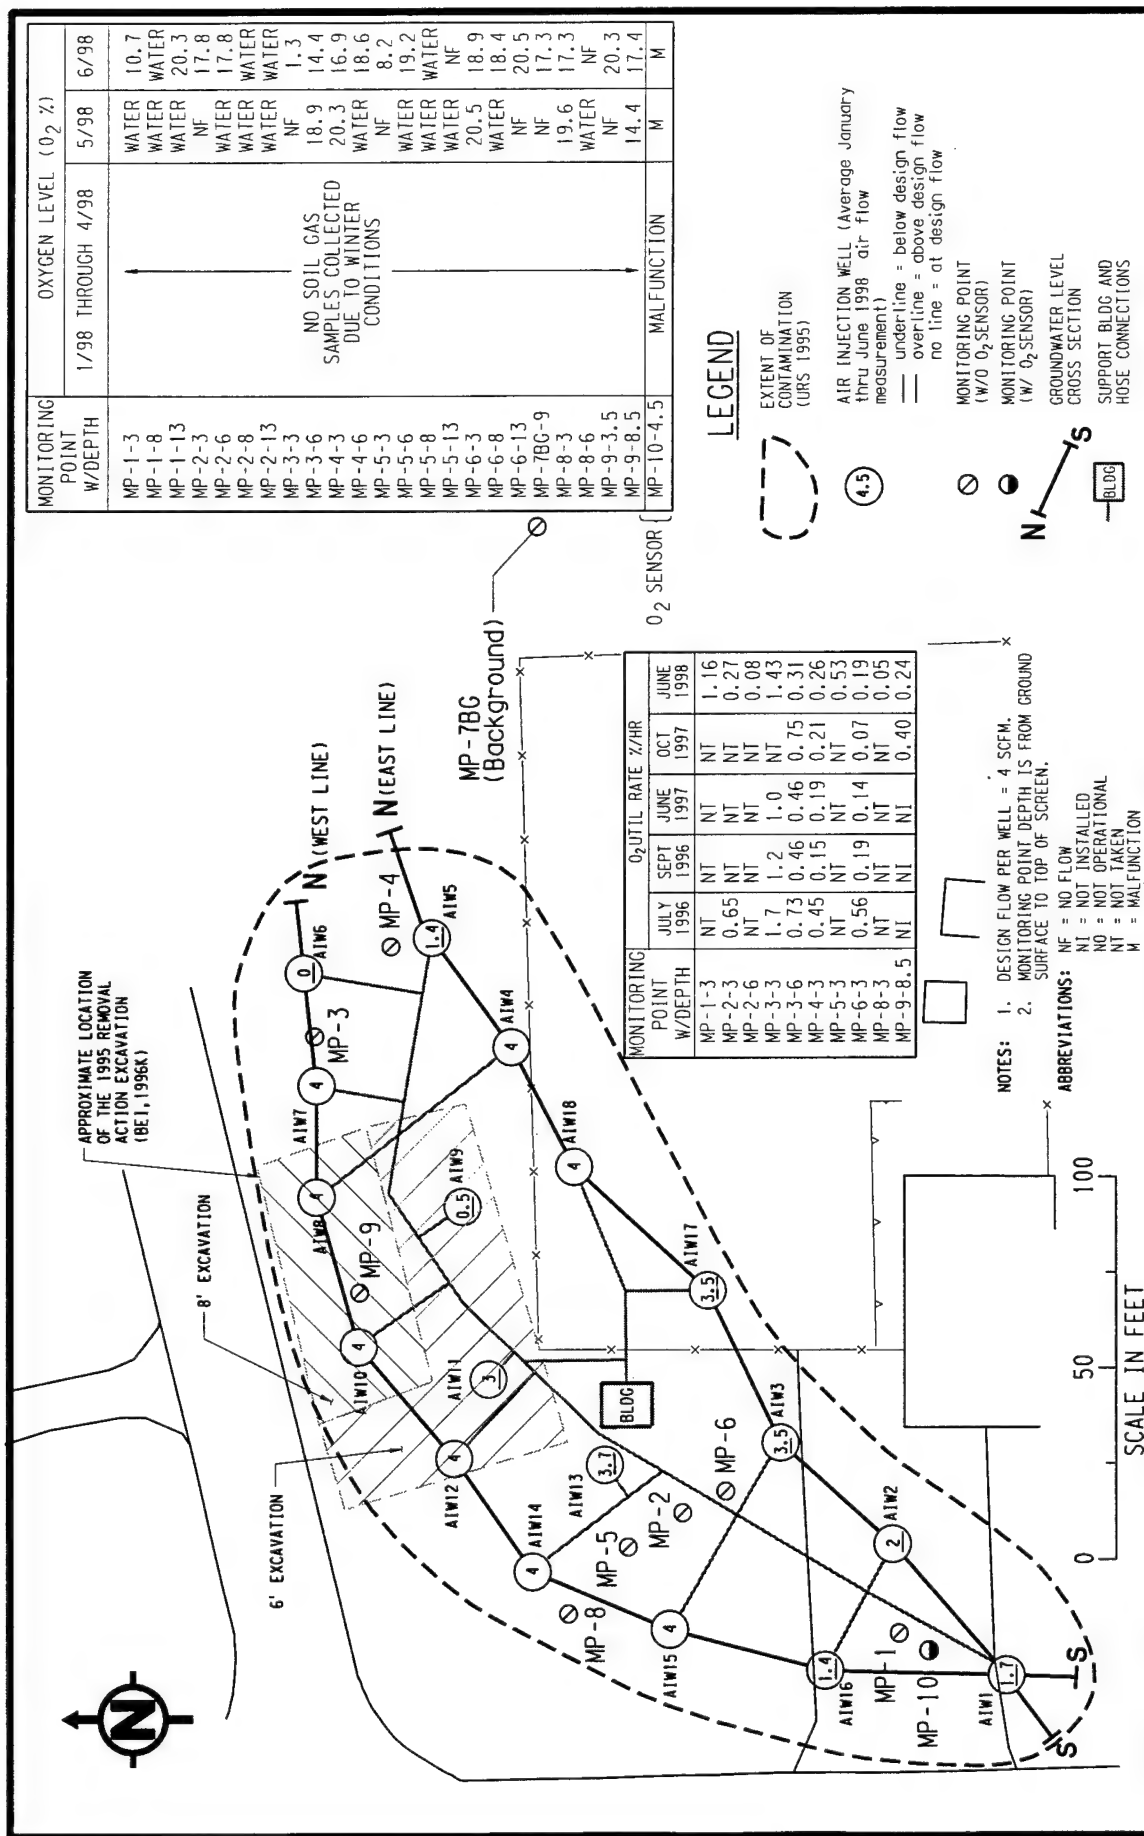 MONITORING POINT W/DEPTH	OXYGEN LEVEL (O2 %)
1/98 THROUGH 4/98	5/98	6/98
MP-1-3	WATER	10.7
MP-1-8	WATER	WATER
MP-1-13	WATER	20.3
MP-2-3	NF	17.8
MP-2-6	WATER	17.8
MP-2-8	WATER	WATER
MP-2-13	WATER	WATER
MP-3-3	NF	1.3
MP-3-6	18.9	14.4
MP-4-3	20.3	16.9
MP-4-6	WATER	18.6
MP-5-3	NF	8.2
MP-5-6	WATER	19.2
MP-5-8	WATER	WATER
MP-5-13	WATER	NF
MP-6-3	20.5	18.9
MP-6-8	WATER	18.4
MP-6-13	NF	20.5
MP-7BG-9	NF	17.3
MP-8-3	19.6	17.3
MP-8-6	WATER	NF
MP-9-3.5	NF	20.3
MP-9-8.5	14.4	17.4
MP-10-4.5	MALFUNCTION	M	M
NO SOIL GAS
SAMPLES COLLECTED
DUE TO WINTER
CONDITIONS
O2 SENSOR
LEGEND
EXTENT OF
CONTAMINATION
(URS 1995)
4.5
AIR INJECTION WELL (Average January
thru June 1998 air flow
measurement)
underline = below design flow
overline = above design flow
no line = at design flow
MONITORING POINT
(W/O O2 SENSOR)
MONITORING POINT
(W/ O2 SENSOR)
N S
GROUNDWATER LEVEL
CROSS SECTION
BLDG
SUPPORT BLDG AND
HOSE CONNECTIONS
N
APPROXIMATE LOCATION
OF THE 1995 REMOVAL
ACTION EXCAVATION
(BEI,1996K)
8' EXCAVATION
6' EXCAVATION
N (WEST LINE)
N (EAST LINE)
MP-7BG
(Background)
0 AIW6
MP-3
MP-4
1.4 AIW5
4 AIW7
4 AIW4
4 AIW8
4 AIW18
AIW9 0.5
MP-9
AIW10 4
AIW17 3.5
AIW11 3
BLDG
AIW12 4
AIW13 3.7
MP-6
AIW3 3.5
AIW14 4
MP-5
MP-2
AIW2 2
MP-8
AIW15 4
AIW16 1.4
MP-1
MP-10
AIW1 1.7
S
S
MONITORING POINT W/DEPTH	O2UTIL RATE %/HR
JULY 1996	SEPT 1996	JUNE 1997	OCT 1997	JUNE 1998
MP-1-3	NT	NT	NT	NT	1.16
MP-2-3	0.65	NT	NT	NT	0.27
MP-2-6	NT	NT	NT	NT	0.08
MP-3-3	1.7	1.2	1.0	NT	1.43
MP-3-6	0.73	0.46	0.46	0.75	0.31
MP-4-3	0.45	0.15	0.19	0.21	0.26
MP-5-3	NT	NT	NT	NT	0.53
MP-6-3	0.56	0.19	0.14	0.07	0.19
MP-8-3	NT	NT	NT	NT	0.05
MP-9-8.5	NI	NI	NI	0.40	0.24
NOTES: 1. DESIGN FLOW PER WELL = 4 SCFM.
2. MONITORING POINT DEPTH IS FROM GROUND
SURFACE TO TOP OF SCREEN.
ABBREVIATIONS: NF = NO FLOW
NI = NOT INSTALLED
NO = NOT OPERATIONAL
NT = NOT TAKEN
M = MALFUNCTION
0 50 100
SCALE IN FEET